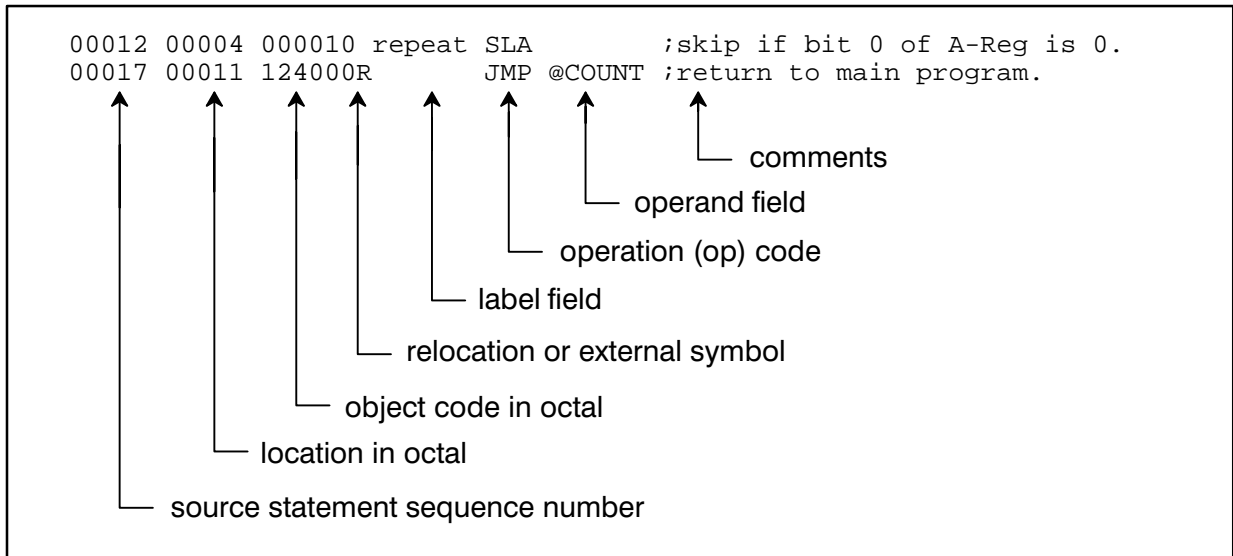 00012 00004 000010 repeat SLA ;skip if bit 0 of A-Reg is 0.
00017 00011 124000R JMP @COUNT ;return to main program.
comments
operand field
operation (op) code
label field
relocation or external symbol
object code in octal
location in octal
source statement sequence number